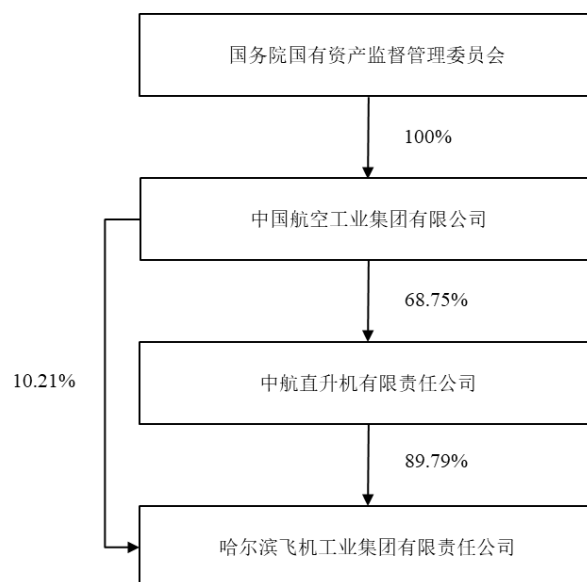 国务院国有资产监督管理委员会
100%
中国航空工业集团有限公司
68.75%
10.21%
中航直升机有限责任公司
89.79%
哈尔滨飞机工业集团有限责任公司